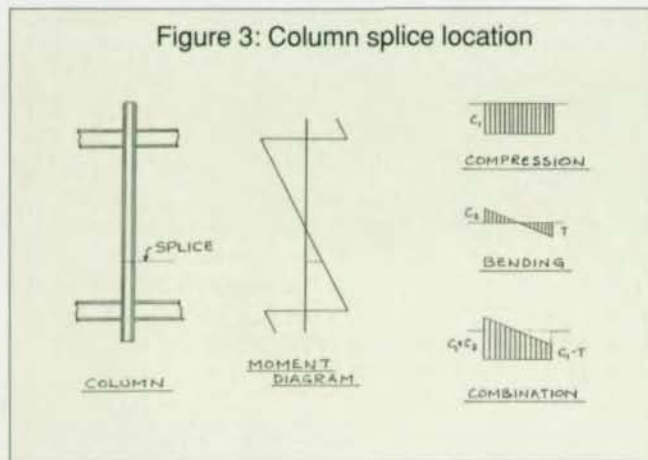 Figure 3: Column splice location
SPLICE
COLUMN
MOMENT
DIAGRAM
C₁
COMPRESSION
C₂
T
BENDING
C₁+C₂
C₁-T
COMBINATION